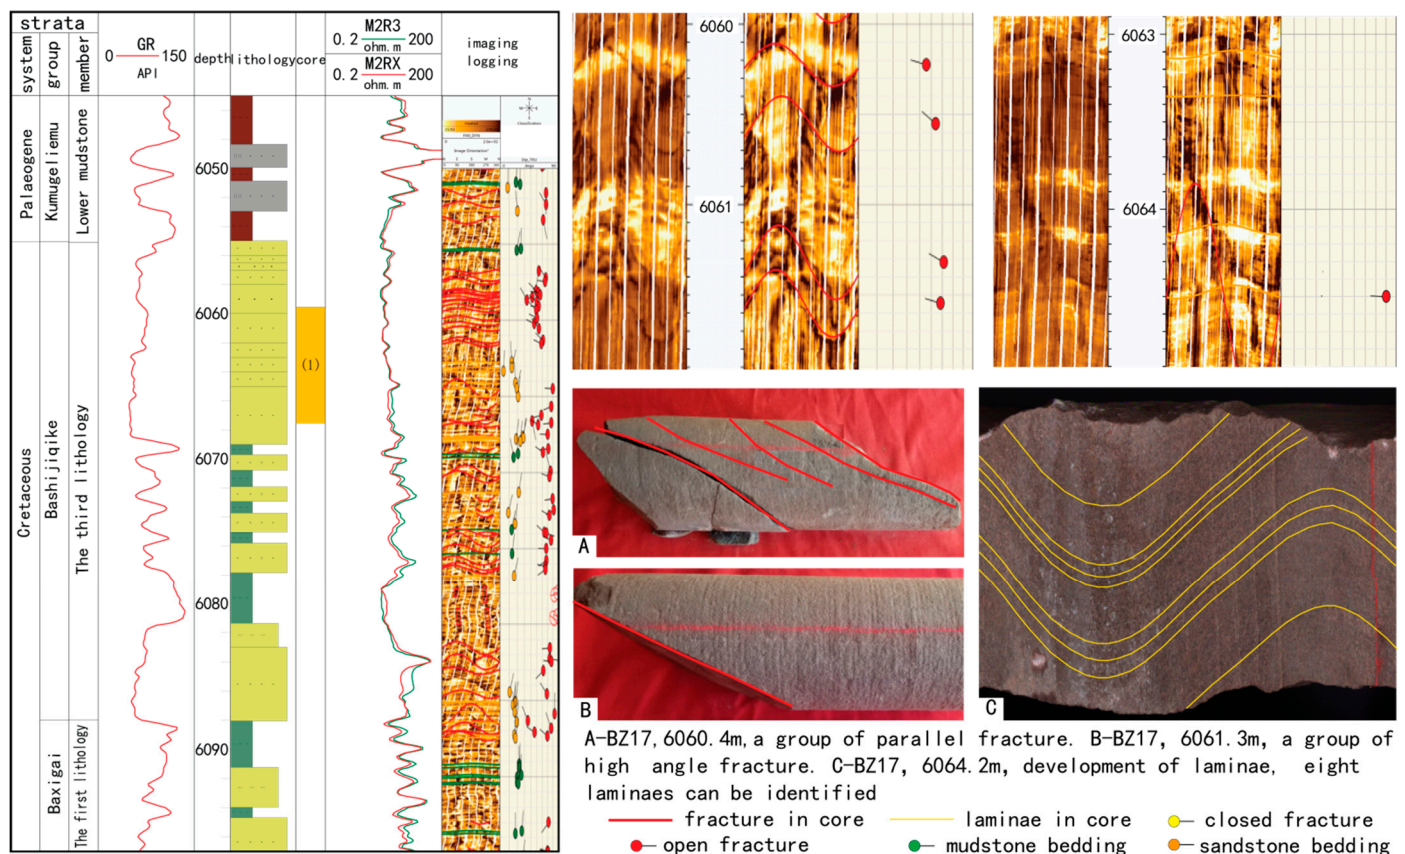 strata
system
group
member
0 GR 150
API
depth
lithology
core
M2R3
0.2 200
ohm.m
M2RX
0.2 200
ohm.m
imaging
logging
Palaeogene
Kumugeliemu
Lower mudstone
Cretaceous
Bashijiqike
The third lithology
Baxigai
The first lithology
6050
6060
6070
6080
6090
(1)
6060
6061
6063
6064
A
B
C
A-BZ17,6060.4m,a group of parallel fracture. B-BZ17, 6061.3m, a group of
high angle fracture. C-BZ17, 6064.2m, development of laminae, eight
laminaes can be identified
fracture in core
laminae in core
closed fracture
open fracture
mudstone bedding
sandstone bedding